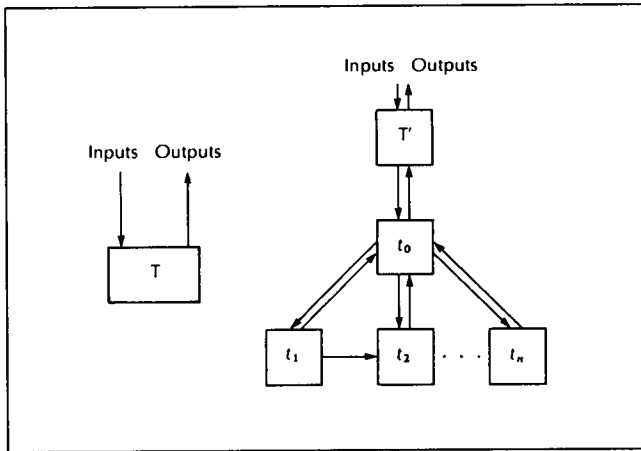 Inputs Outputs
T'
Inputs Outputs
T
t₀
t₁
t₂
. . .
tₙ